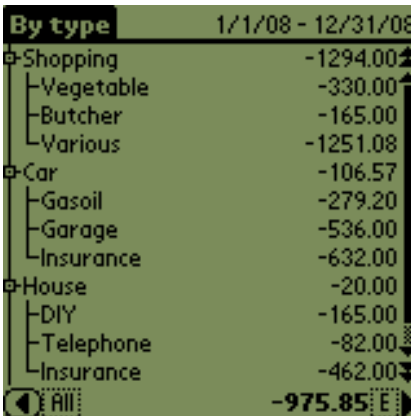 By type 1/1/08 - 12/31/08
Shopping -1294.00
Vegetable -330.00
Butcher -165.00
Various -1251.08
Car -106.57
Gasoil -279.20
Garage -536.00
Insurance -632.00
House -20.00
DIY -165.00
Telephone -82.00
Insurance -462.00
All -975.85 E